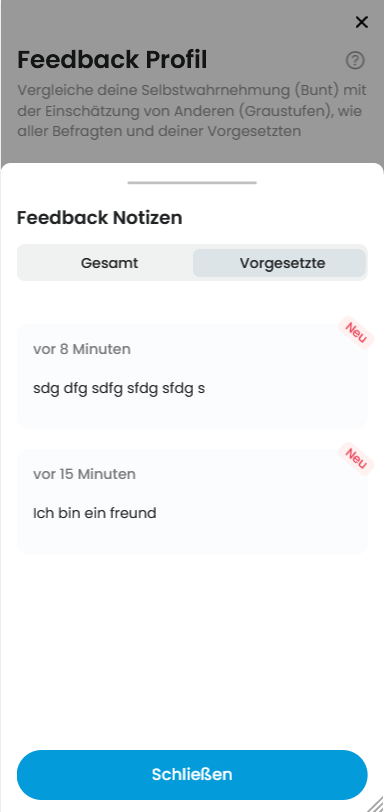 Feedback Profil
Vergleiche deine Selbstwahrnehmung (Bunt) mit
der Einschätzung von Anderen (Graustufen), wie
aller Befragten und deiner Vorgesetzten
Feedback Notizen
Gesamt
Vorgesetzte
Neu
vor 8 Minuten
sdg dfg sdfg sfdg sfdg s
Neu
vor 15 Minuten
Ich bin ein freund
Schließen